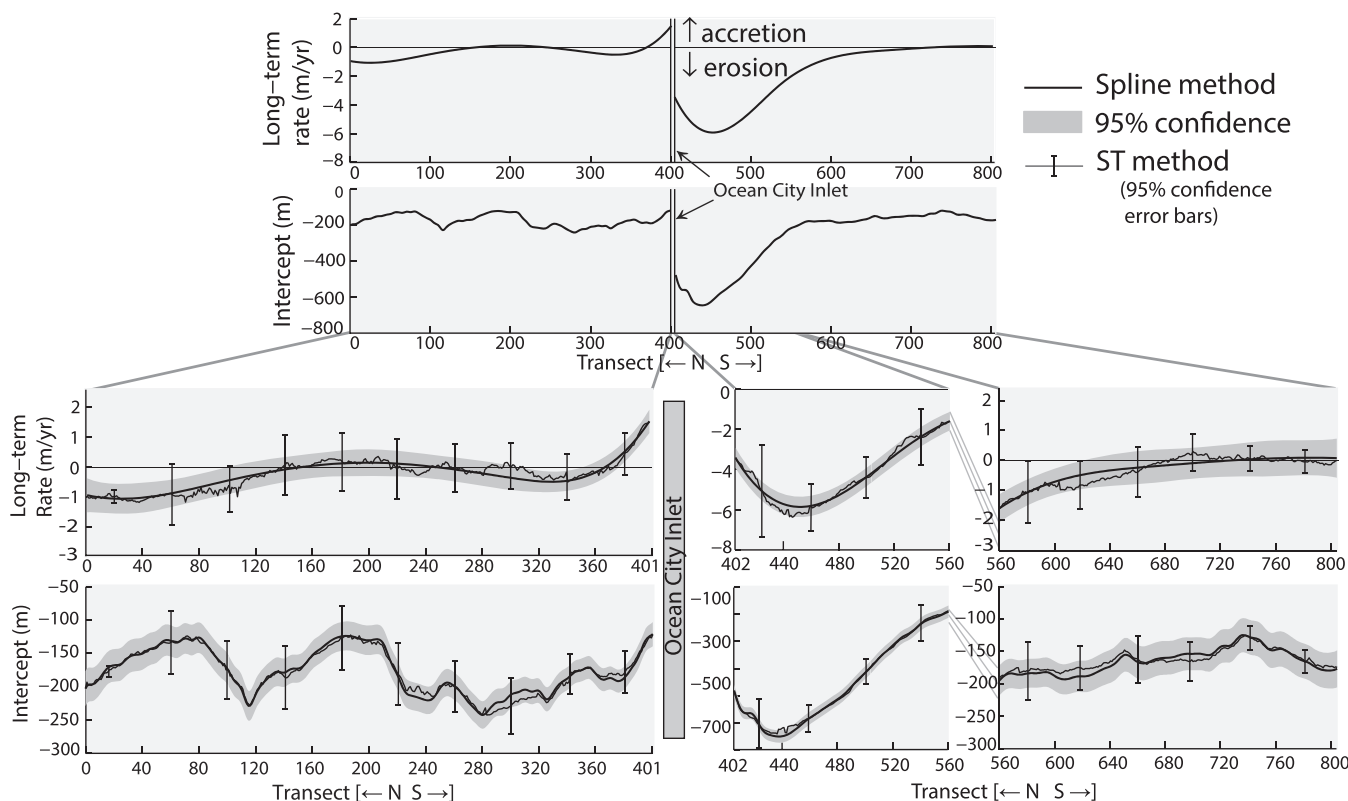 Long−term
rate (m/yr)
2
0
−2
−4
−6
−8
↑ accretion
↓ erosion
0 100 200 300 400 500 600 700 800
Ocean City Inlet
Intercept (m)
0
−200
−400
−600
−800
0 100 200 300 400 500 600 700 800
Transect [← N S →]
Spline method
95% confidence
ST method
(95% confidence
error bars)
Long−term
Rate (m/yr)
2
1
0
-1
-2
-3
0 40 80 120 160 200 240 280 320 360 401
Intercept (m)
−50
−100
−150
−200
−250
−300
0 40 80 120 160 200 240 280 320 360 401
Transect [← N S →]
Ocean City Inlet
0
−2
−4
−6
−8
402 440 480 520 560
−100
−300
−500
−700
402 440 480 520 560
2
1
0
-1
-2
-3
560 600 640 680 720 760 800
−50
−100
−150
−200
−250
−300
560 600 640 680 720 760 800
Transect [← N S →]